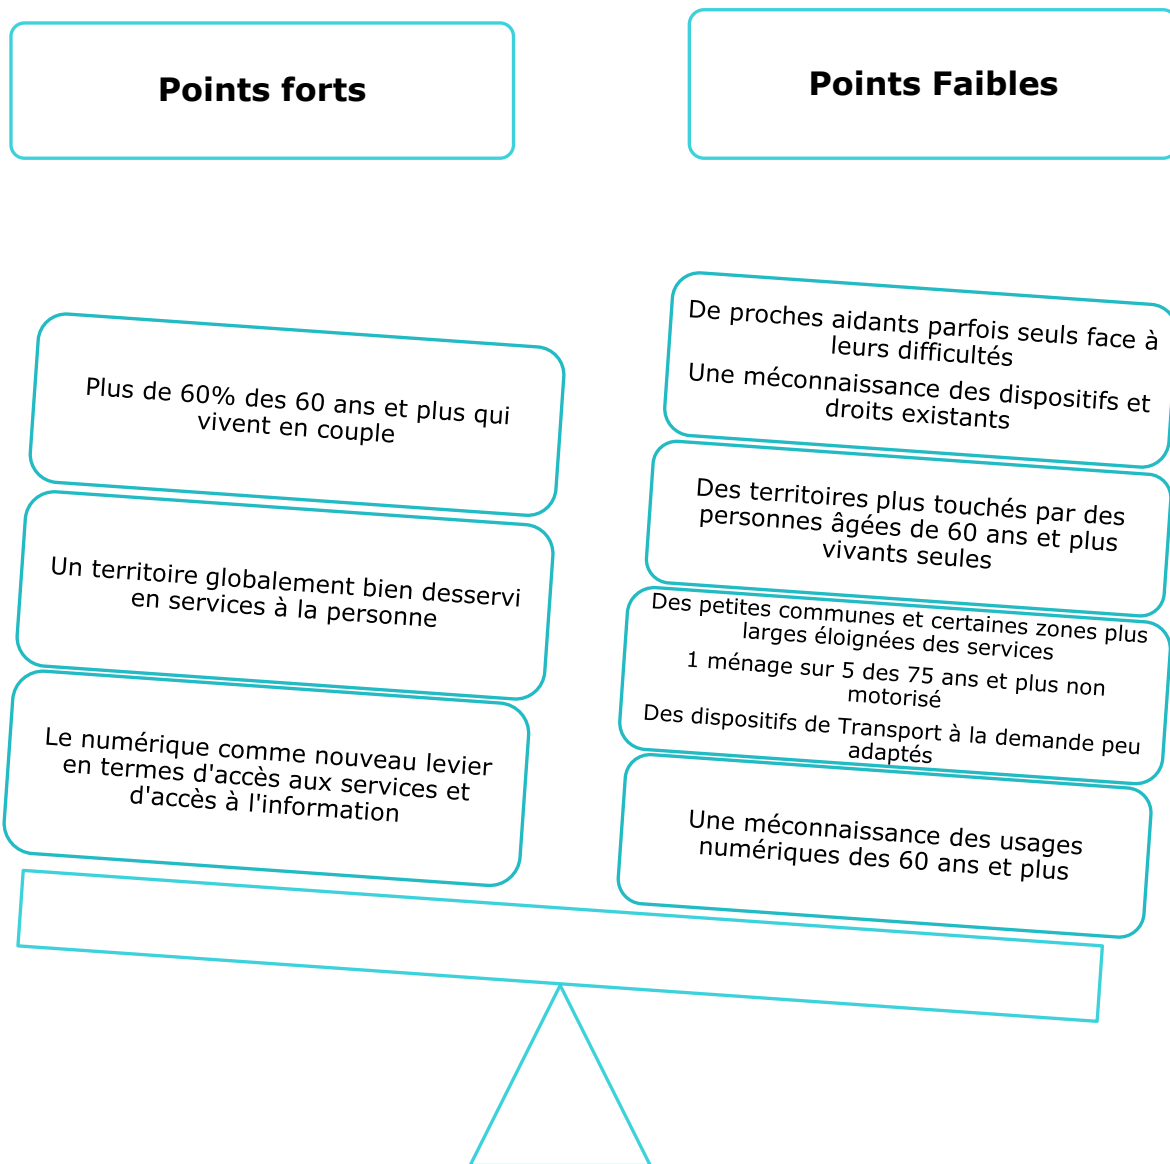 Points forts
Points Faibles
Plus de 60% des 60 ans et plus qui
vivent en couple
Un territoire globalement bien desservi
en services à la personne
Le numérique comme nouveau levier
en termes d'accès aux services et
d'accès à l'information
De proches aidants parfois seuls face à
leurs difficultés
Une méconnaissance des dispositifs et
droits existants
Des territoires plus touchés par des
personnes âgées de 60 ans et plus
vivants seules
Des petites communes et certaines zones plus
larges éloignées des services
1 ménage sur 5 des 75 ans et plus non
motorisé
Des dispositifs de Transport à la demande peu
adaptés
Une méconnaissance des usages
numériques des 60 ans et plus